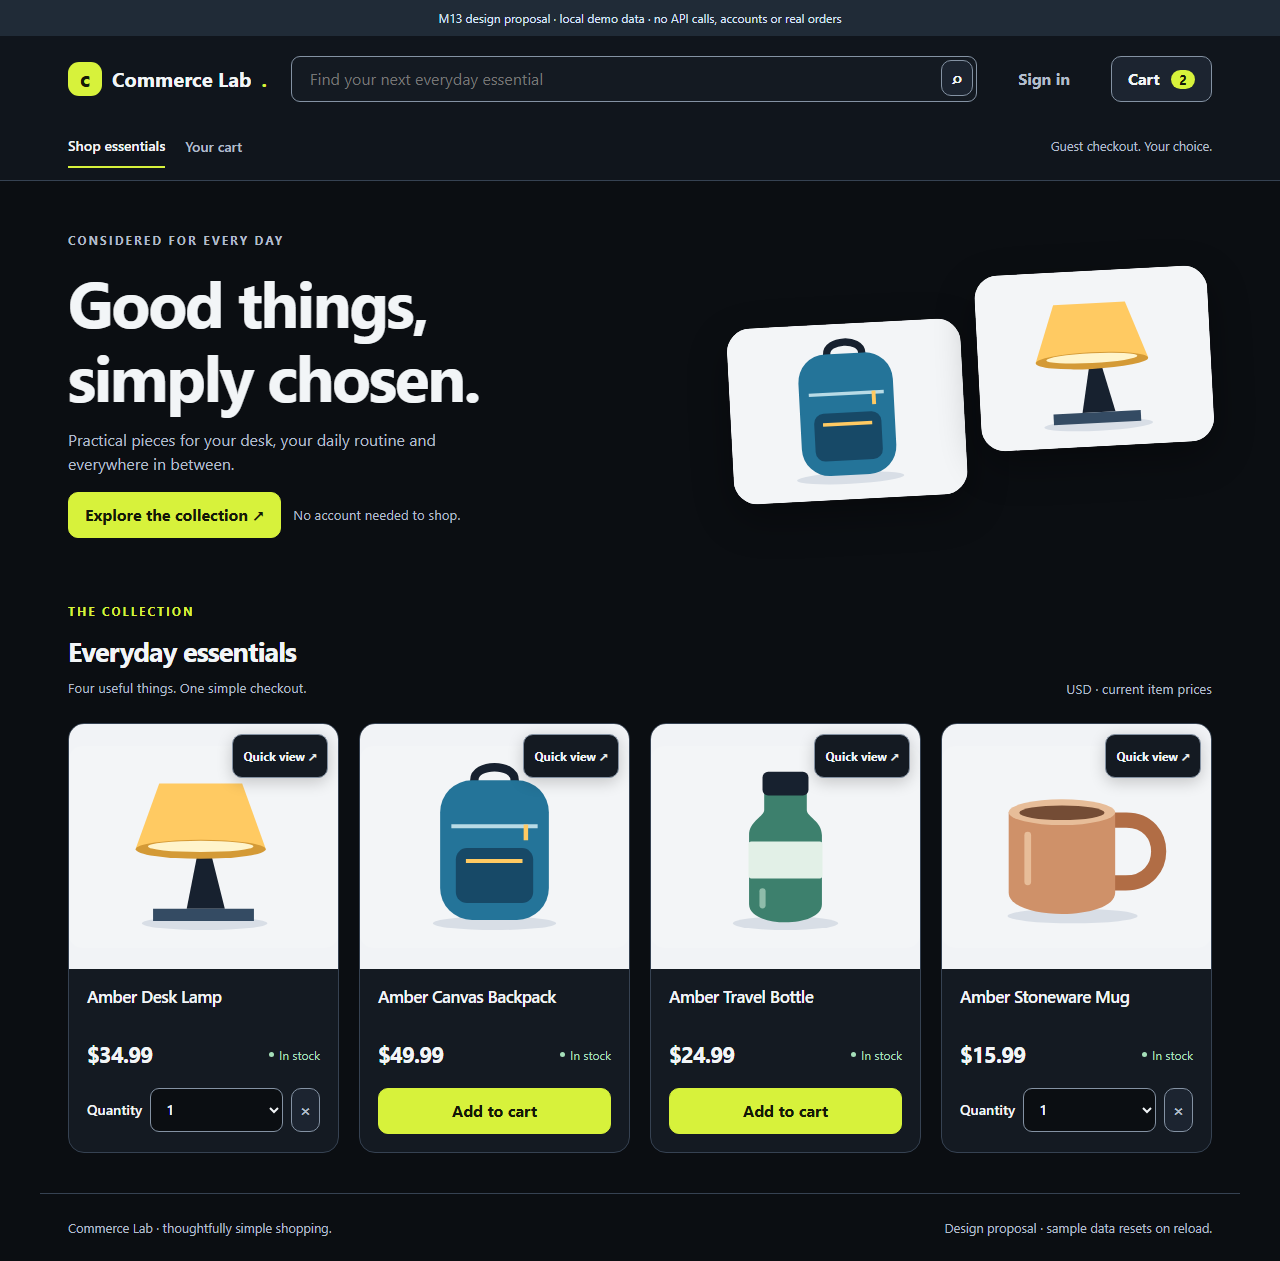 M13 design proposal · local demo data · no API calls, accounts or real orders
c Commerce Lab .
Find your next everyday essential
Sign in
Cart 2
Shop essentials
Your cart
Guest checkout. Your choice.
CONSIDERED FOR EVERY DAY
Good things,
simply chosen.
Practical pieces for your desk, your daily routine and
everywhere in between.
Explore the collection ↗
No account needed to shop.
THE COLLECTION
Everyday essentials
Four useful things. One simple checkout.
USD · current item prices
Quick view ↗
Quick view ↗
Quick view ↗
Quick view ↗
Amber Desk Lamp
$34.99
• In stock
Quantity 1 ×
Amber Canvas Backpack
$49.99
• In stock
Add to cart
Amber Travel Bottle
$24.99
• In stock
Add to cart
Amber Stoneware Mug
$15.99
• In stock
Quantity 1 ×
Commerce Lab · thoughtfully simple shopping.
Design proposal · sample data resets on reload.